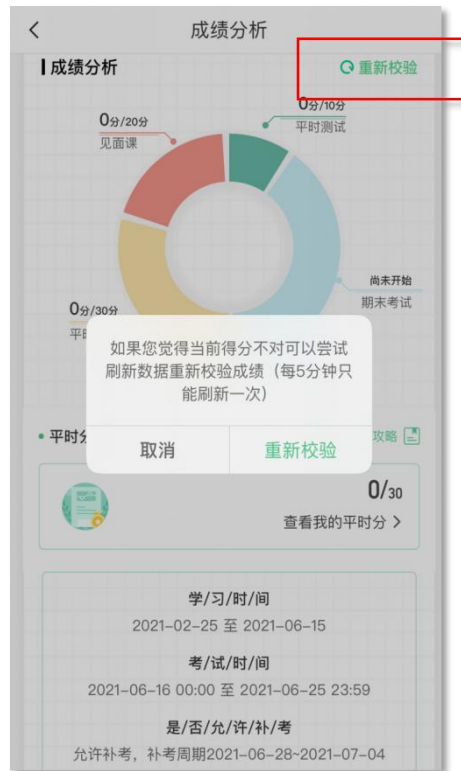 成绩分析
成绩分析
重新校验
0分/20分
见面课
0分/10分
平时测试
尚未开始
期末考试
0分/30分
平时
如果您觉得当前得分不对可以尝试
刷新数据重新校验成绩（每5分钟只
能刷新一次）
取消
重新校验
平时分
攻略
0/30
查看我的平时分
学/习/时/间
2021-02-25 至 2021-06-15
考/试/时/间
2021-06-16 00:00 至 2021-06-25 23:59
是/否/允/许/补/考
允许补考，补考周期2021-06-28~2021-07-04